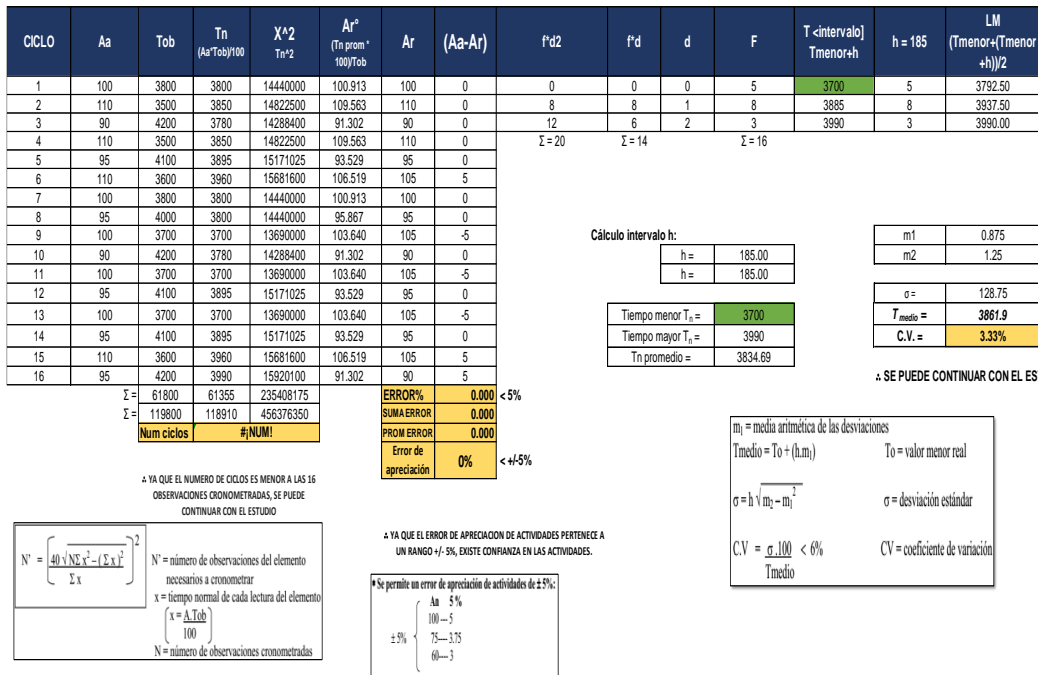 CICLO Aa Tob Tn (Aa*Tob)/100 X^2 Tn^2 Ar° (Tn prom * 100)/Tob Ar (Aa-Ar) f*d2 f*d d F T <intervalo] Tmenor+h h = 185 LM (Tmenor+(Tmenor +h))/2
1 100 3800 3800 14440000 100.913 100 0 0 0 0 5 3700 5 3792.50
2 110 3500 3850 14822500 109.563 110 0 8 8 1 8 3885 8 3937.50
3 90 4200 3780 14288400 91.302 90 0 12 6 2 3 3990 3 3990.00
4 110 3500 3850 14822500 109.563 110 0 Σ = 20 Σ = 14 Σ = 16
5 95 4100 3895 15171025 93.529 95 0
6 110 3600 3960 15681600 106.519 105 5
7 100 3800 3800 14440000 100.913 100 0
8 95 4000 3800 14440000 95.867 95 0
9 100 3700 3700 13690000 103.640 105 -5 Cálculo intervalo h: m1 0.875
10 90 4200 3780 14288400 91.302 90 0 h = 185.00 m2 1.25
11 100 3700 3700 13690000 103.640 105 -5 h = 185.00
12 95 4100 3895 15171025 93.529 95 0 σ = 128.75
13 100 3700 3700 13690000 103.640 105 -5 Tiempo menor Tn = 3700 Tmedio = 3861.9
14 95 4100 3895 15171025 93.529 95 0 Tiempo mayor Tn = 3990 C.V. = 3.33%
15 110 3600 3960 15681600 106.519 105 5 Tn promedio = 3834.69
16 95 4200 3990 15920100 91.302 90 5 ∴ SE PUEDE CONTINUAR CON EL ES
Σ = 61800 61355 235408175 ERROR% 0.000 < 5%
Σ = 119800 118910 456376350 SUMA ERROR 0.000
Num ciclos #¡NUM! PROM ERROR 0.000
Error de apreciación 0% < +/-5%
∴ YA QUE EL NUMERO DE CICLOS ES MENOR A LAS 16
OBSERVACIONES CRONOMETRADAS, SE PUEDE
CONTINUAR CON EL ESTUDIO
∴ YA QUE EL ERROR DE APRECIACION DE ACTIVIDADES PERTENECE A
UN RANGO +/- 5%, EXISTE CONFIANZA EN LAS ACTIVIDADES.
m1 = media aritmética de las desviaciones
Tmedio = To + (h.m1) To = valor menor real
σ = h √ m2 – m1 2 σ = desviación estándar
C.V = σ .100 < 6% CV = coeficiente de variación
Tmedio
N' = ( 40 √ NΣ x2 – ( Σ x )2 ) 2
Σ x
N' = número de observaciones del elemento
necesarios a cronometrar
x = tiempo normal de cada lectura del elemento
( x = A.Tob )
100
N = número de observaciones cronometradas
* Se permite un error de apreciación de actividades de ± 5%:
An 5 %
100 --- 5
± 5% 75---- 3.75
60---- 3